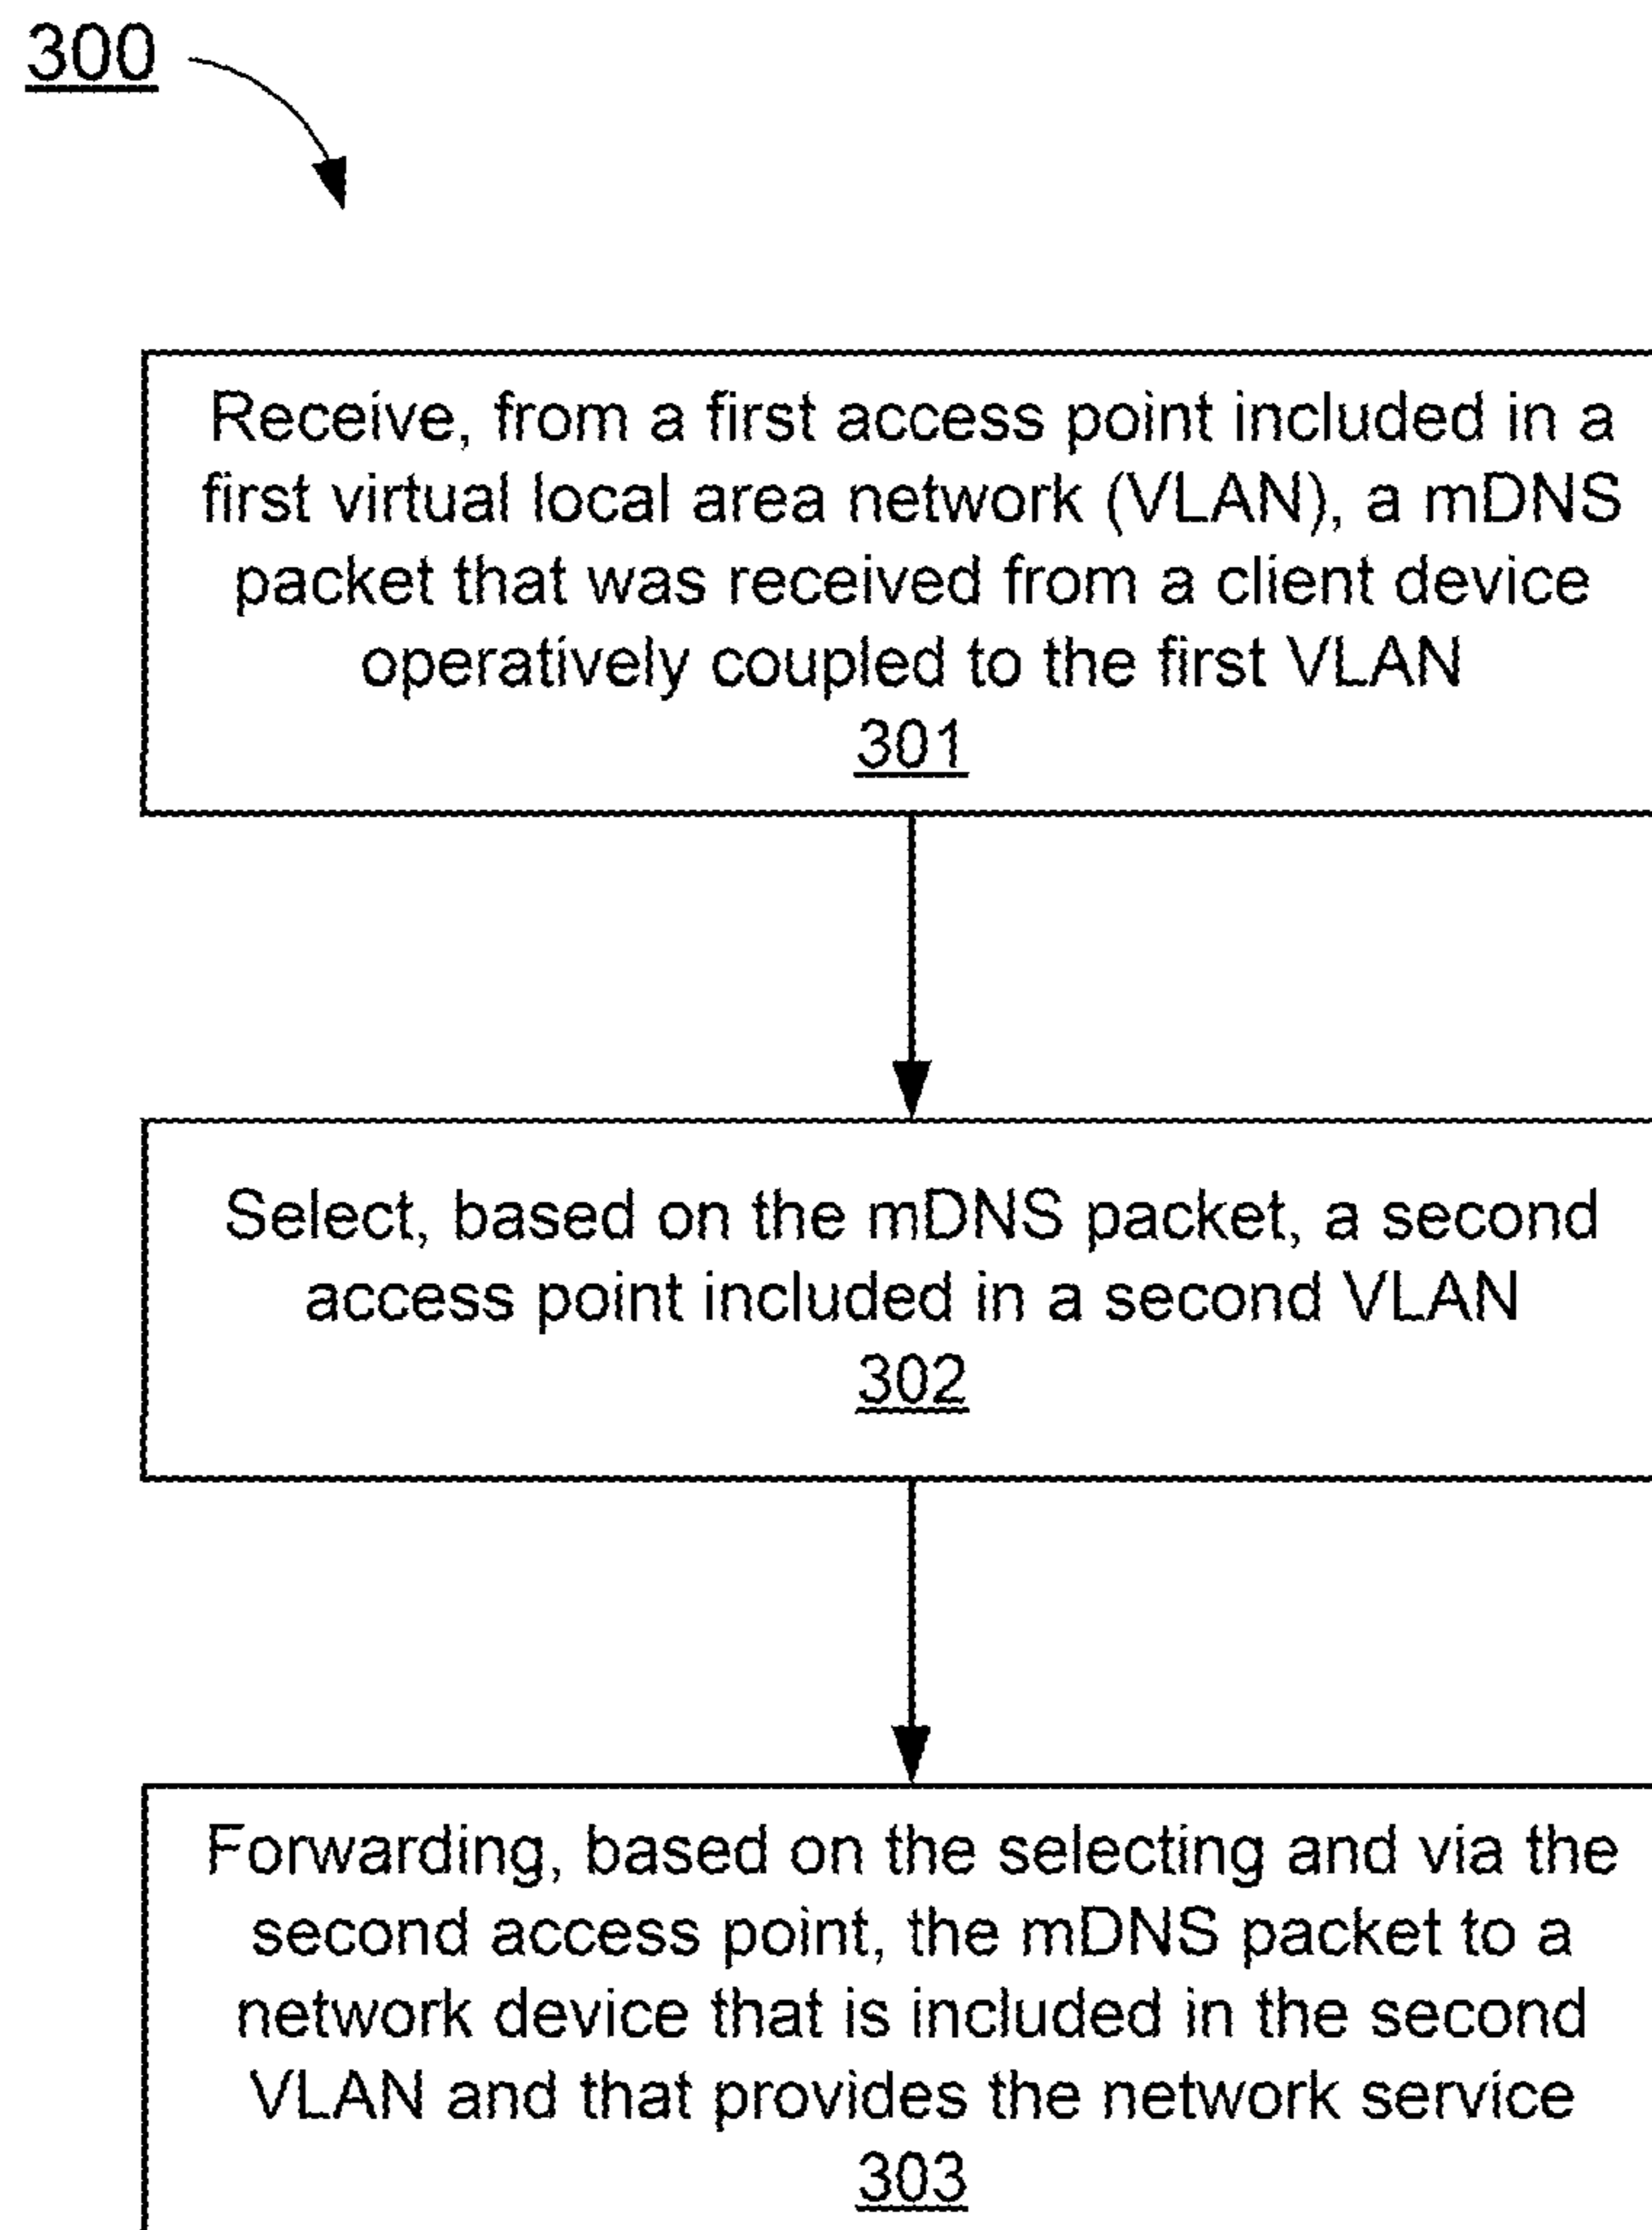 300
Receive, from a first access point included in a
first virtual local area network (VLAN), a mDNS
packet that was received from a client device
operatively coupled to the first VLAN
301
Select, based on the mDNS packet, a second
access point included in a second VLAN
302
Forwarding, based on the selecting and via the
second access point, the mDNS packet to a
network device that is included in the second
VLAN and that provides the network service
303